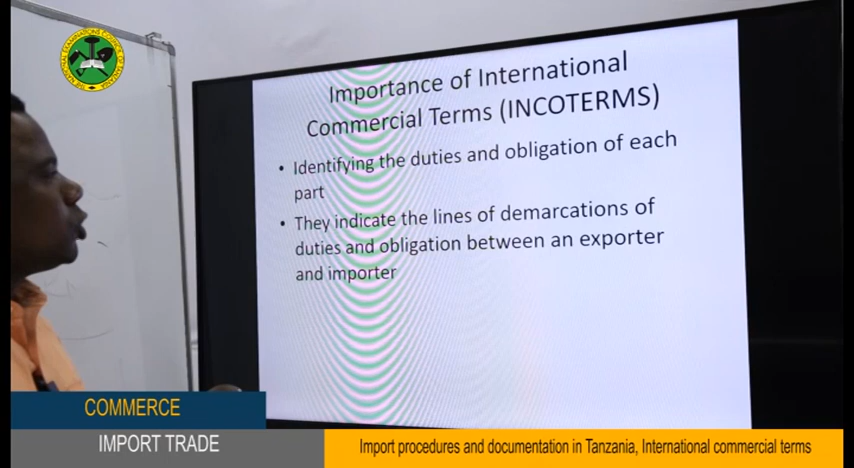 Importance of International
Commercial Terms (INCOTERMS)
• Identifying the duties and obligation of each
part
• They indicate the lines of demarcations of
duties and obligation between an exporter
and importer
COMMERCE
IMPORT TRADE
Import procedures and documentation in Tanzania, International commercial terms